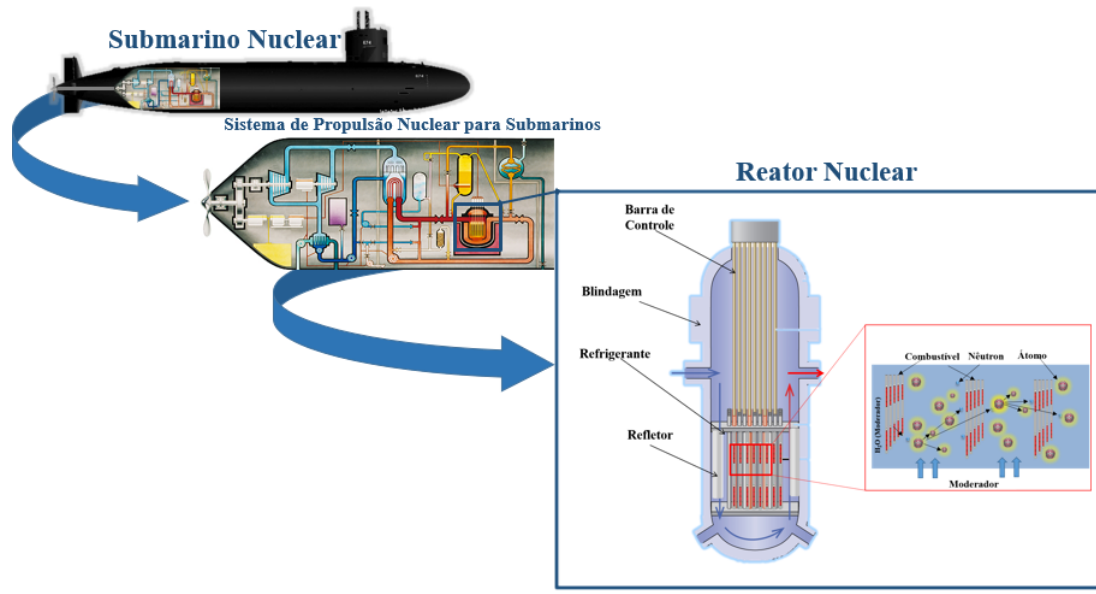 Submarino Nuclear
Sistema de Propulsão Nuclear para Submarinos
Reator Nuclear
Barra de
Controle
Blindagem
Refrigerante
Refletor
Combustível
Nêutron
Átomo
H₂O (Moderador)
Moderador